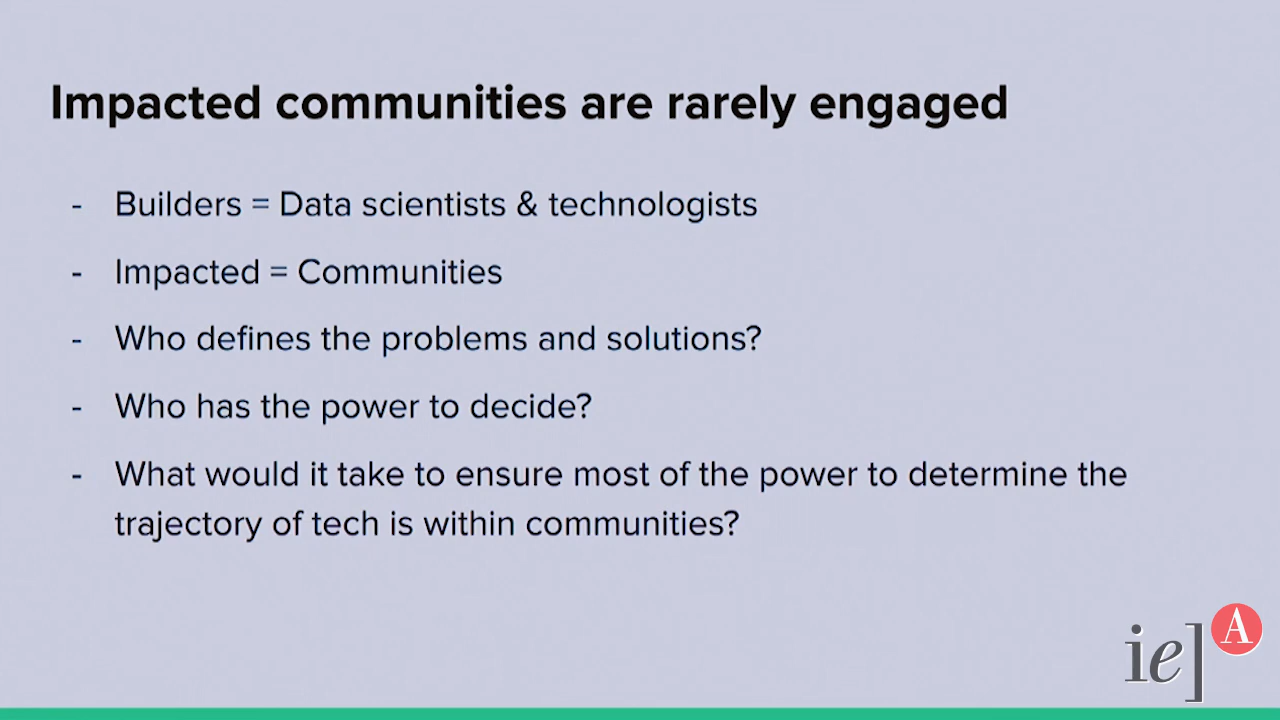 Impacted communities are rarely engaged
- Builders = Data scientists & technologists
- Impacted = Communities
- Who defines the problems and solutions?
- Who has the power to decide?
- What would it take to ensure most of the power to determine the
trajectory of tech is within communities?
ie] A